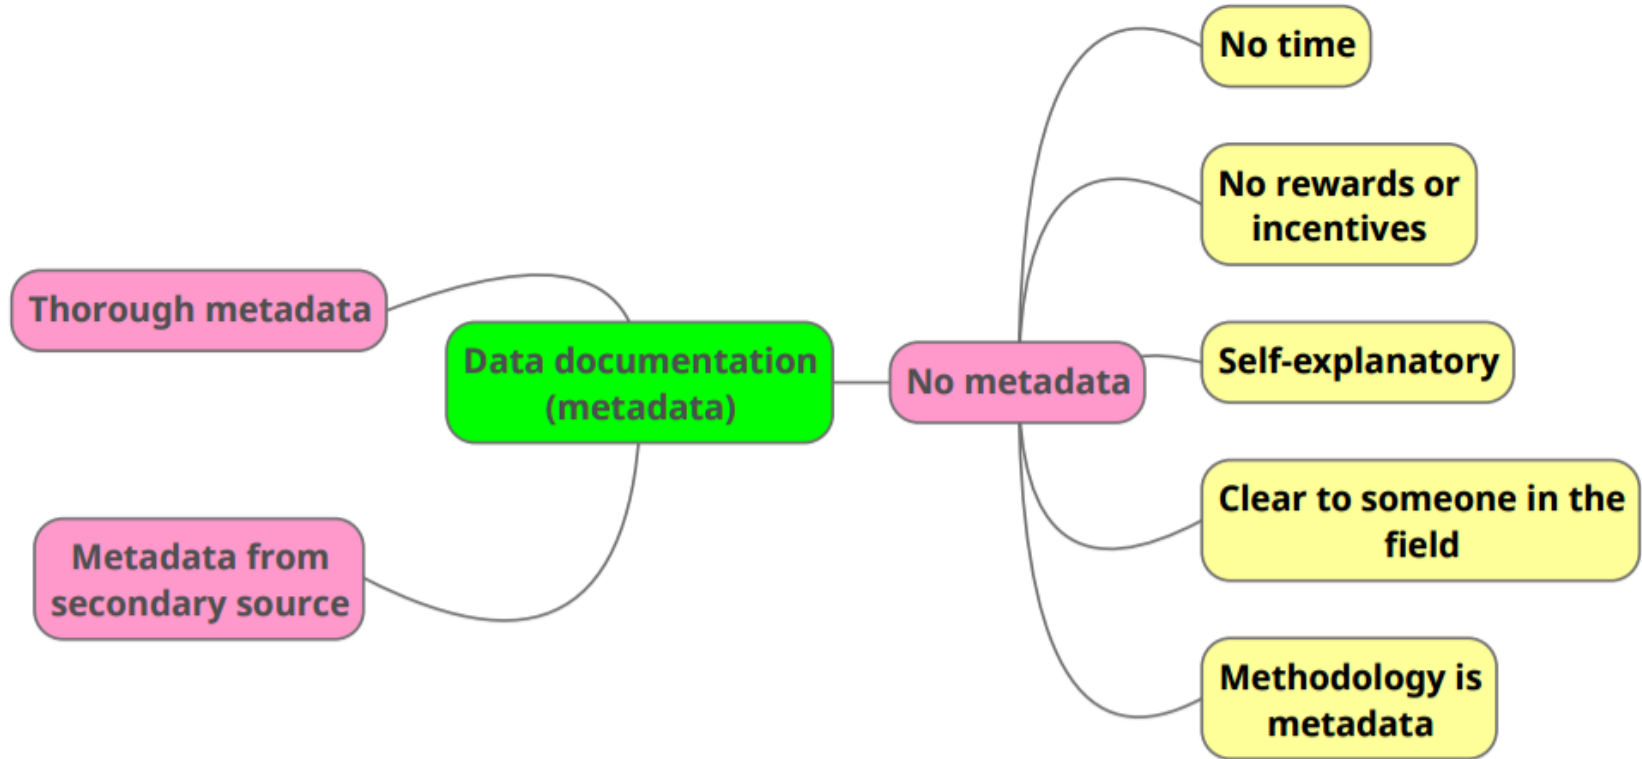 Thorough metadata
Metadata from
secondary source
Data documentation
(metadata)
No metadata
No time
No rewards or
incentives
Self-explanatory
Clear to someone in the
field
Methodology is
metadata